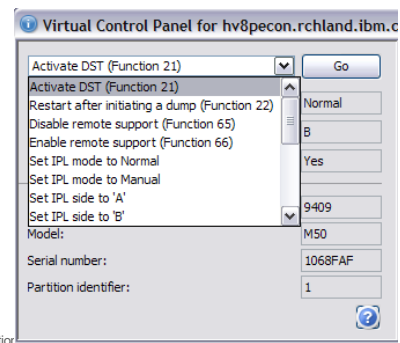 Virtual Control Panel for hv8pecon.rchland.ibm.c
Activate DST (Function 21)
Go
Activate DST (Function 21)
Restart after initiating a dump (Function 22)
Normal
Disable remote support (Function 65)
B
Enable remote support (Function 66)
Set IPL mode to Normal
Yes
Set IPL mode to Manual
Set IPL side to 'A'
9409
Set IPL side to 'B'
Model:
M50
Serial number:
1068FAF
Partition identifier:
1